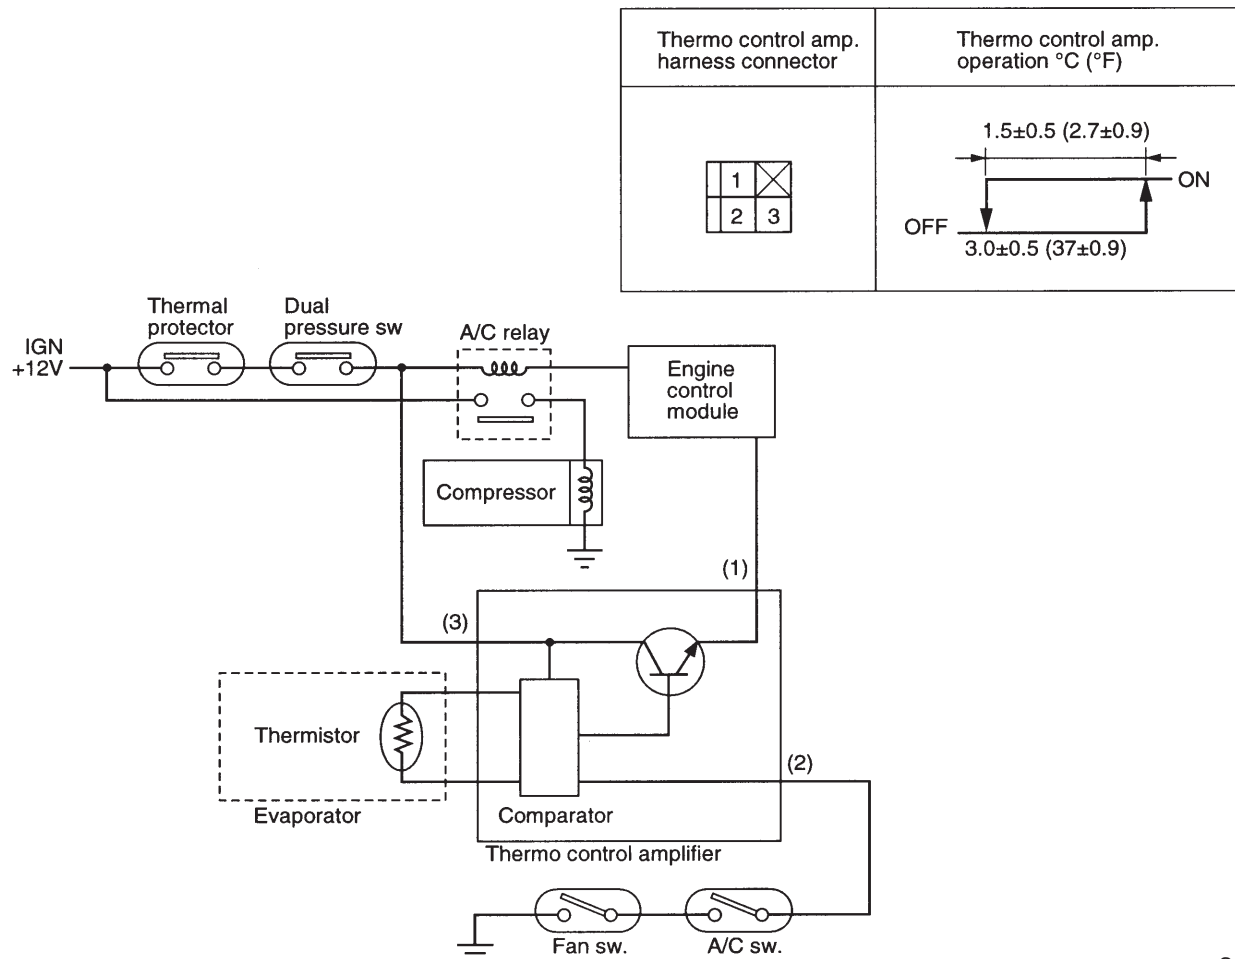 Thermo control amp.
harness connector
Thermo control amp.
operation °C (°F)
1.5±0.5 (2.7±0.9)
ON
OFF
3.0±0.5 (37±0.9)
1
2 3
Thermal
protector
Dual
pressure sw
A/C relay
IGN
+12V
Engine
control
module
Compressor
(1)
(3)
Thermistor
Evaporator
(2)
Comparator
Thermo control amplifier
Fan sw.
A/C sw.